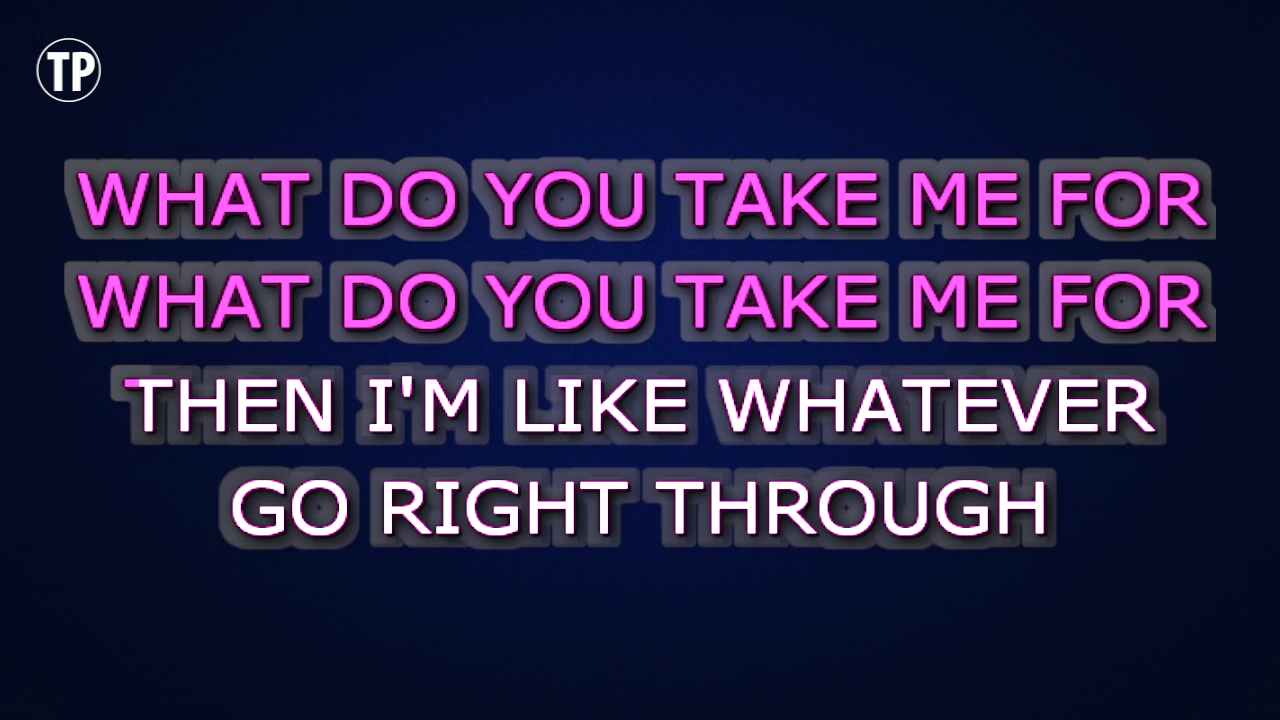 TP
WHAT DO YOU TAKE ME FOR
WHAT DO YOU TAKE ME FOR
THEN I'M LIKE WHATEVER
GO RIGHT THROUGH